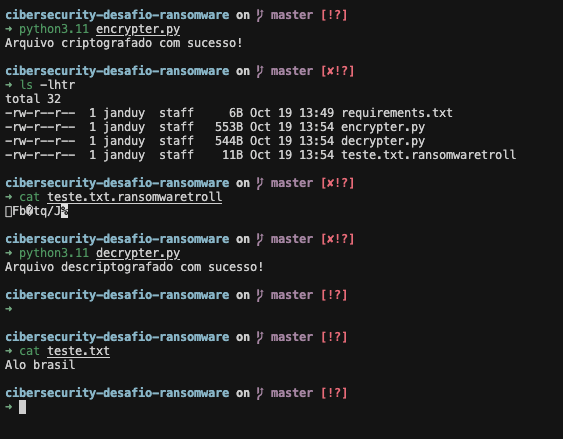 cibersecurity-desafio-ransomware on master [!?]
➜ python3.11 encrypter.py
Arquivo criptografado com sucesso!
cibersecurity-desafio-ransomware on master [✘!?]
➜ ls -lhtr
total 32
-rw-r--r-- 1 janduy staff 6B Oct 19 13:49 requirements.txt
-rw-r--r-- 1 janduy staff 553B Oct 19 13:54 encrypter.py
-rw-r--r-- 1 janduy staff 544B Oct 19 13:54 decrypter.py
-rw-r--r-- 1 janduy staff 11B Oct 19 13:54 teste.txt.ransomwaretroll
cibersecurity-desafio-ransomware on master [✘!?]
➜ cat teste.txt.ransomwaretroll
Fb�tq/J%
cibersecurity-desafio-ransomware on master [✘!?]
➜ python3.11 decrypter.py
Arquivo descriptografado com sucesso!
cibersecurity-desafio-ransomware on master [!?]
➜
cibersecurity-desafio-ransomware on master [!?]
➜ cat teste.txt
Alo brasil
cibersecurity-desafio-ransomware on master [!?]
➜